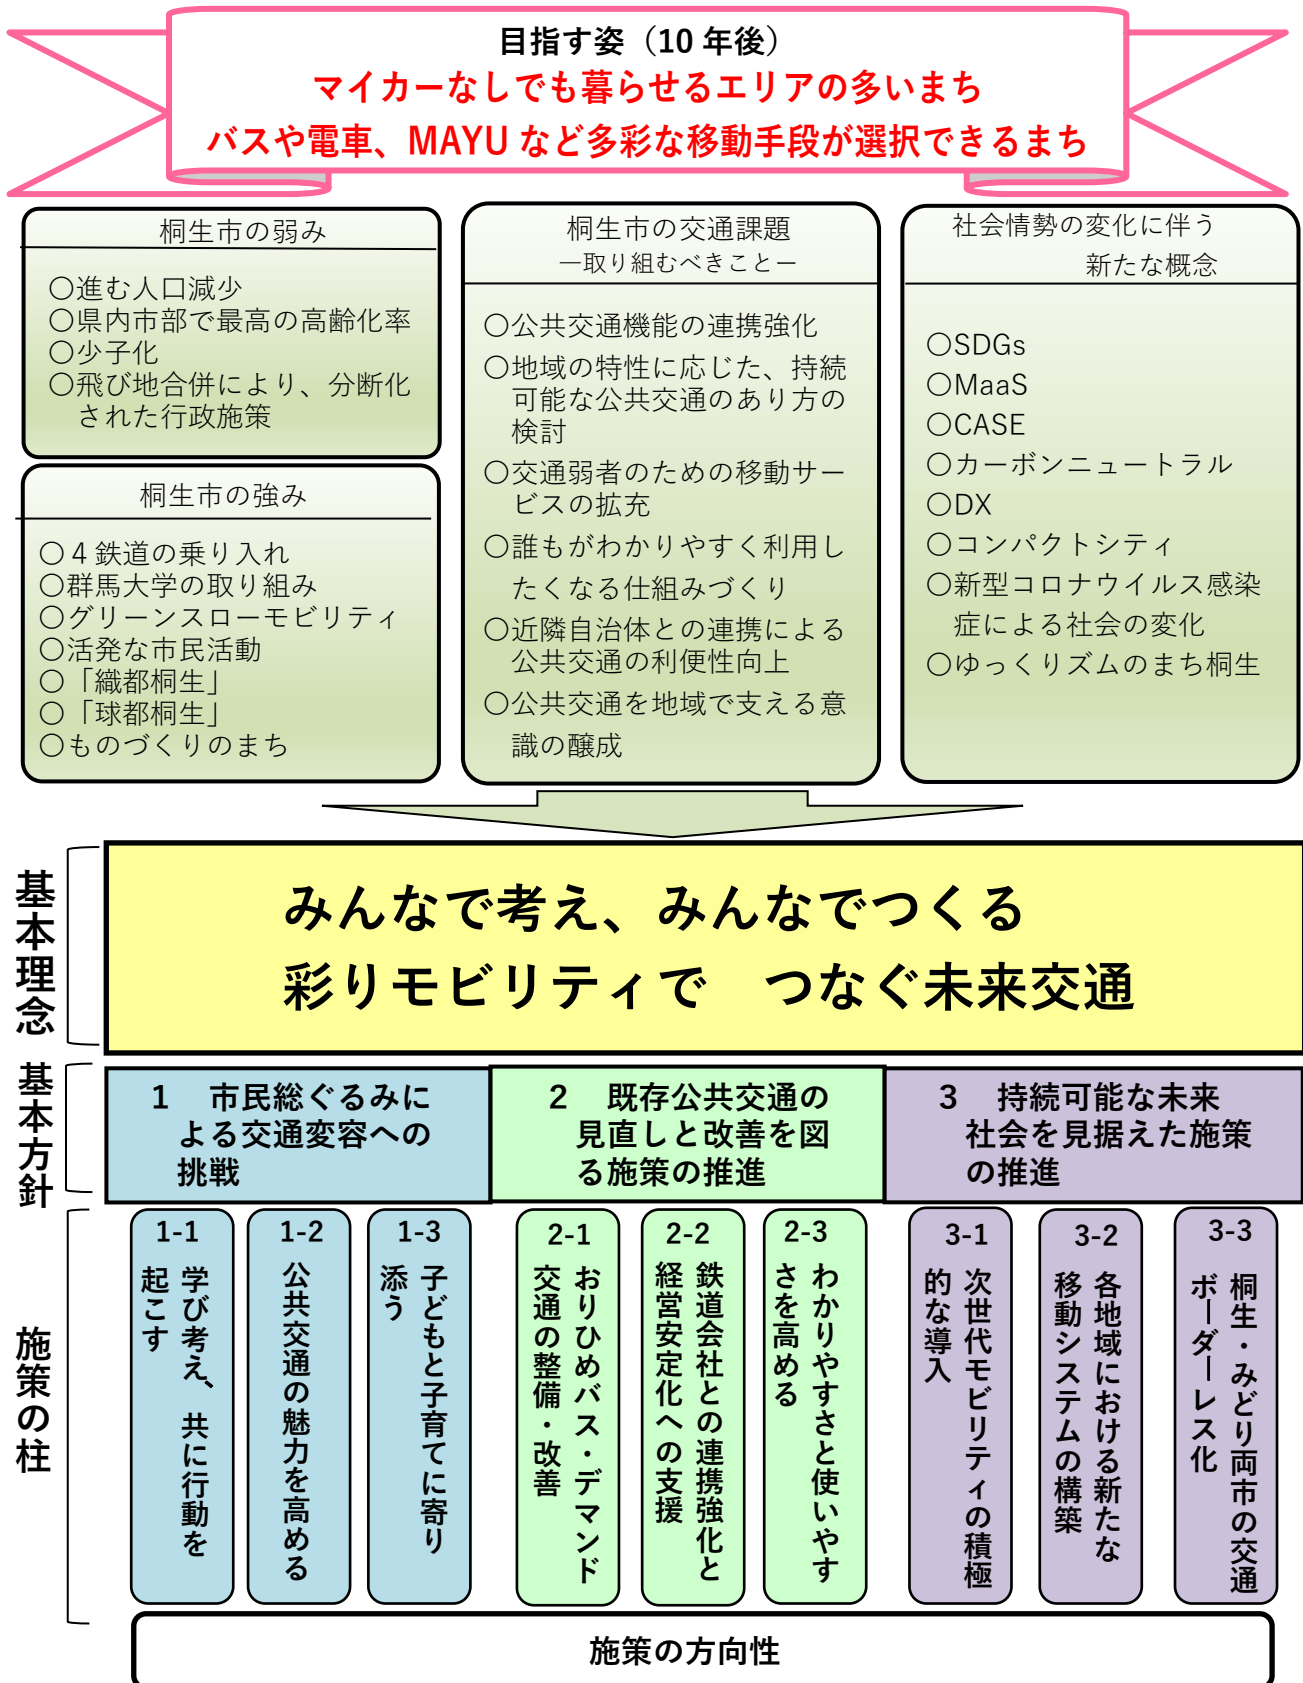 目指す姿（10 年後）
マイカーなしでも暮らせるエリアの多いまち
バスや電車、MAYU など多彩な移動手段が選択できるまち
桐生市の弱み
○進む人口減少
○県内市部で最高の高齢化率
○少子化
○飛び地合併により、分断化
された行政施策
桐生市の強み
○４鉄道の乗り入れ
○群馬大学の取り組み
○グリーンスローモビリティ
○活発な市民活動
○「織都桐生」
○「球都桐生」
○ものづくりのまち
桐生市の交通課題
―取り組むべきこと―
○公共交通機能の連携強化
○地域の特性に応じた、持続
可能な公共交通のあり方の
検討
○交通弱者のための移動サー
ビスの拡充
○誰もがわかりやすく利用し
たくなる仕組みづくり
○近隣自治体との連携による
公共交通の利便性向上
○公共交通を地域で支える意
識の醸成
社会情勢の変化に伴う
新たな概念
○SDGs
○MaaS
○CASE
○カーボンニュートラル
○DX
○コンパクトシティ
○新型コロナウイルス感染
症による社会の変化
○ゆっくりズムのまち桐生
基本理念
みんなで考え、みんなでつくる
彩りモビリティで　つなぐ未来交通
基本方針
1　市民総ぐるみに
よる交通変容への
挑戦
2　既存公共交通の
見直しと改善を図
る施策の推進
3　持続可能な未来
社会を見据えた施策
の推進
施策の柱
1-1
学び考え、共に行動を
起こす
1-2
公共交通の魅力を高める
1-3
子どもと子育てに寄り
添う
2-1
おりひめバス・デマンド
交通の整備・改善
2-2
鉄道会社との連携強化と
経営安定化への支援
2-3
わかりやすさと使いやす
さを高める
3-1
次世代モビリティの積極
的な導入
3-2
各地域における新たな
移動システムの構築
3-3
桐生・みどり両市の交通
ボーダーレス化
施策の方向性